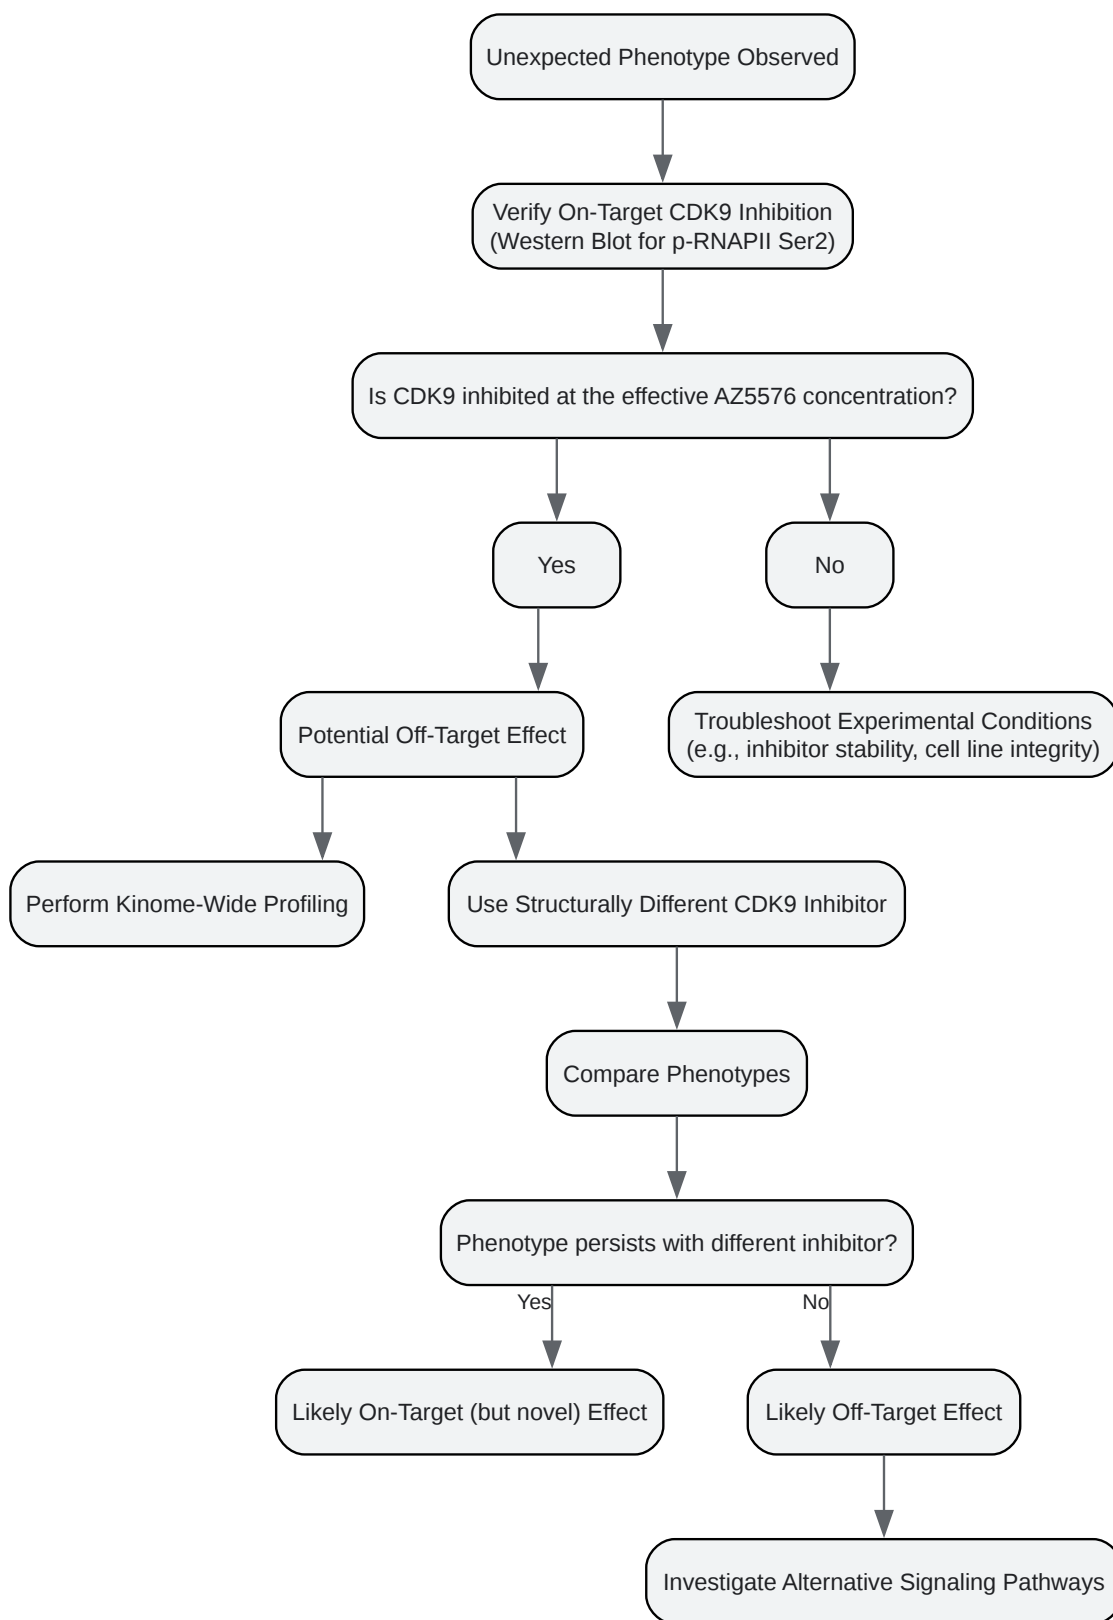 Unexpected Phenotype Observed
Verify On-Target CDK9 Inhibition
(Western Blot for p-RNAPII Ser2)
Is CDK9 inhibited at the effective AZ5576 concentration?
Yes
No
Potential Off-Target Effect
Troubleshoot Experimental Conditions
(e.g., inhibitor stability, cell line integrity)
Perform Kinome-Wide Profiling
Use Structurally Different CDK9 Inhibitor
Compare Phenotypes
Phenotype persists with different inhibitor?
Yes
No
Likely On-Target (but novel) Effect
Likely Off-Target Effect
Investigate Alternative Signaling Pathways